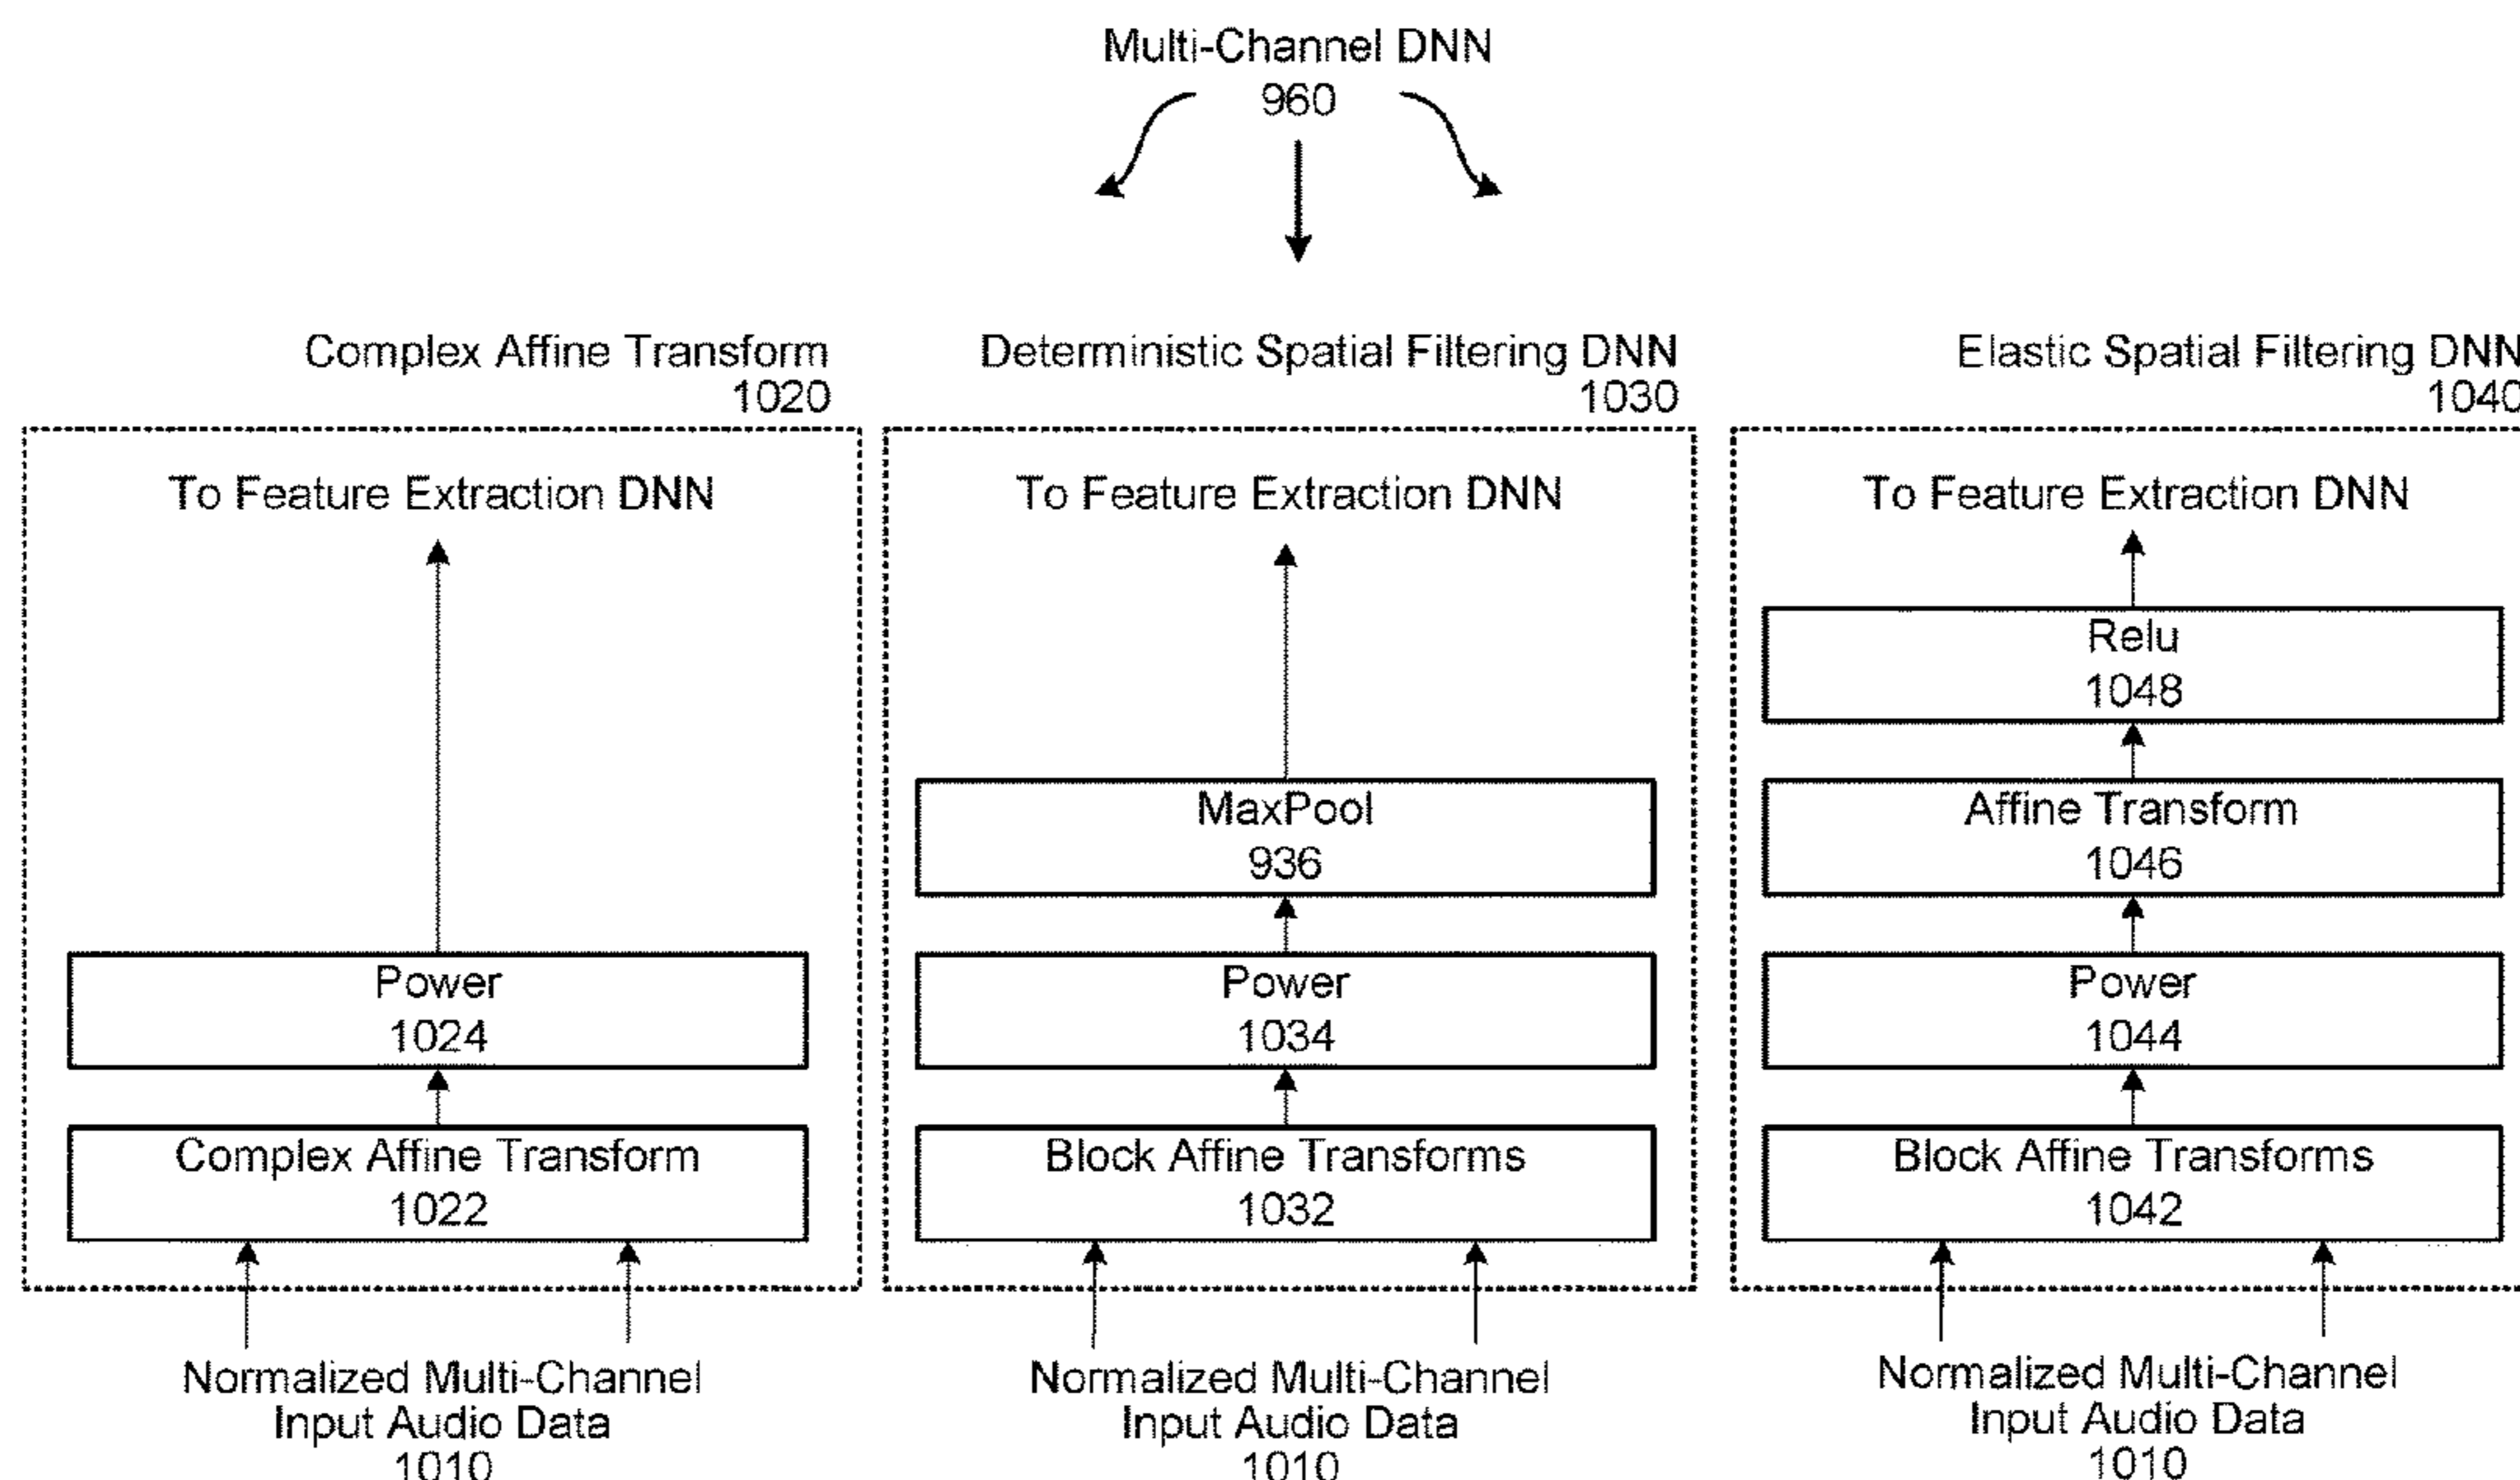 Multi-Channel DNN
960
Complex Affine Transform
1020
To Feature Extraction DNN
Power
1024
Complex Affine Transform
1022
Normalized Multi-Channel
Input Audio Data
1010
Deterministic Spatial Filtering DNN
1030
To Feature Extraction DNN
MaxPool
936
Power
1034
Block Affine Transforms
1032
Normalized Multi-Channel
Input Audio Data
1010
Elastic Spatial Filtering DNN
1040
To Feature Extraction DNN
Relu
1048
Affine Transform
1046
Power
1044
Block Affine Transforms
1042
Normalized Multi-Channel
Input Audio Data
1010